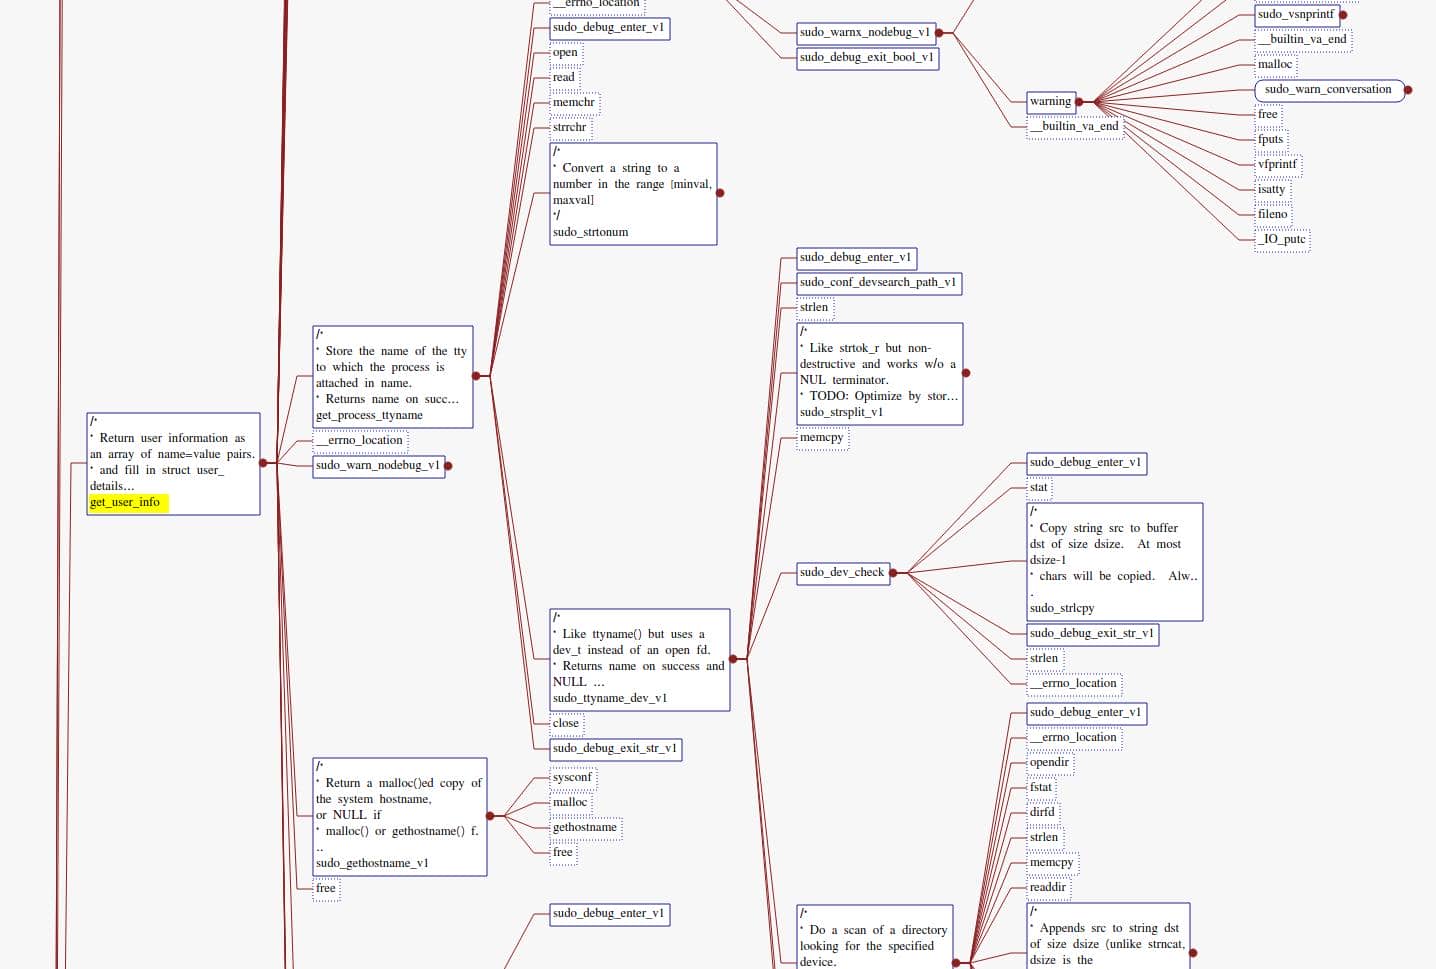 /*
* Return user information as
an array of name=value pairs.
* and fill in struct user_
details...
get_user_info
/*
* Store the name of the tty
to which the process is
attached in name.
* Returns name on succ...
get_process_ttyname
__errno_location
sudo_warn_nodebug_v1
/*
* Return a malloc()ed copy of
the system hostname,
or NULL if
* malloc() or gethostname() f.
..
sudo_gethostname_v1
free
__errno_location
sudo_debug_enter_v1
open
read
memchr
strrchr
/*
* Convert a string to a
number in the range [minval,
maxval]
*/
sudo_strtonum
/*
* Like ttyname() but uses a
dev_t instead of an open fd.
* Returns name on success and
NULL ...
sudo_ttyname_dev_v1
close
sudo_debug_exit_str_v1
sysconf
malloc
gethostname
free
sudo_debug_enter_v1
sudo_warnx_nodebug_v1
sudo_debug_exit_bool_v1
sudo_debug_enter_v1
sudo_conf_devsearch_path_v1
strlen
/*
* Like strtok_r but non-
destructive and works w/o a
NUL terminator.
* TODO: Optimize by stor...
sudo_strsplit_v1
memcpy
sudo_dev_check
/*
* Do a scan of a directory
looking for the specified
device.
warning
__builtin_va_end
sudo_debug_enter_v1
stat
/*
* Copy string src to buffer
dst of size dsize.  At most
dsize-1
* chars will be copied.  Alw..
.
sudo_strlcpy
sudo_debug_exit_str_v1
strlen
__errno_location
sudo_debug_enter_v1
__errno_location
opendir
fstat
dirfd
strlen
memcpy
readdir
/*
* Appends src to string dst
of size dsize (unlike strncat,
dsize is the
sudo_vsnprintf
__builtin_va_end
malloc
sudo_warn_conversation
free
fputs
vfprintf
isatty
fileno
_IO_putc